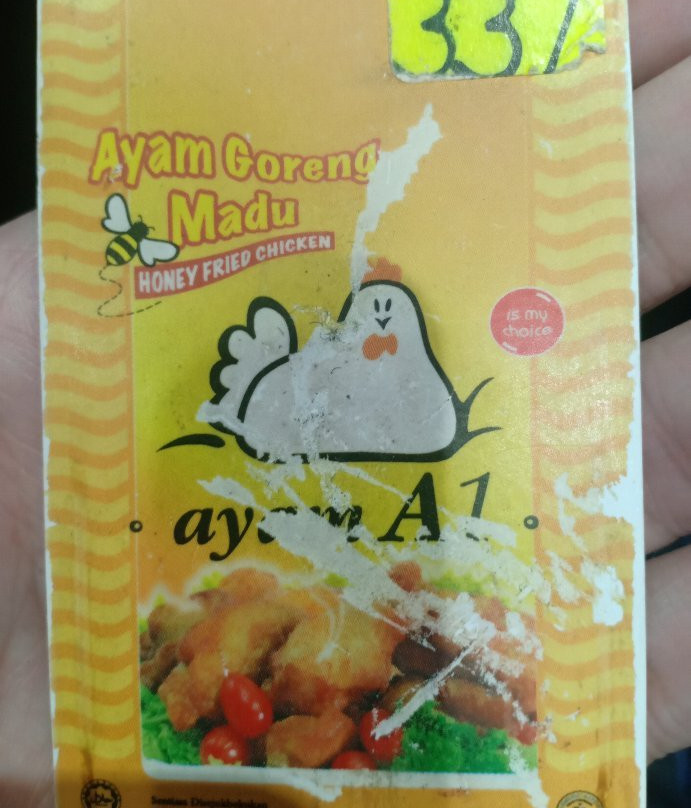 Ayam Goreng
Madu
HONEY FRIED CHICKEN
is my
choice
ayam A1